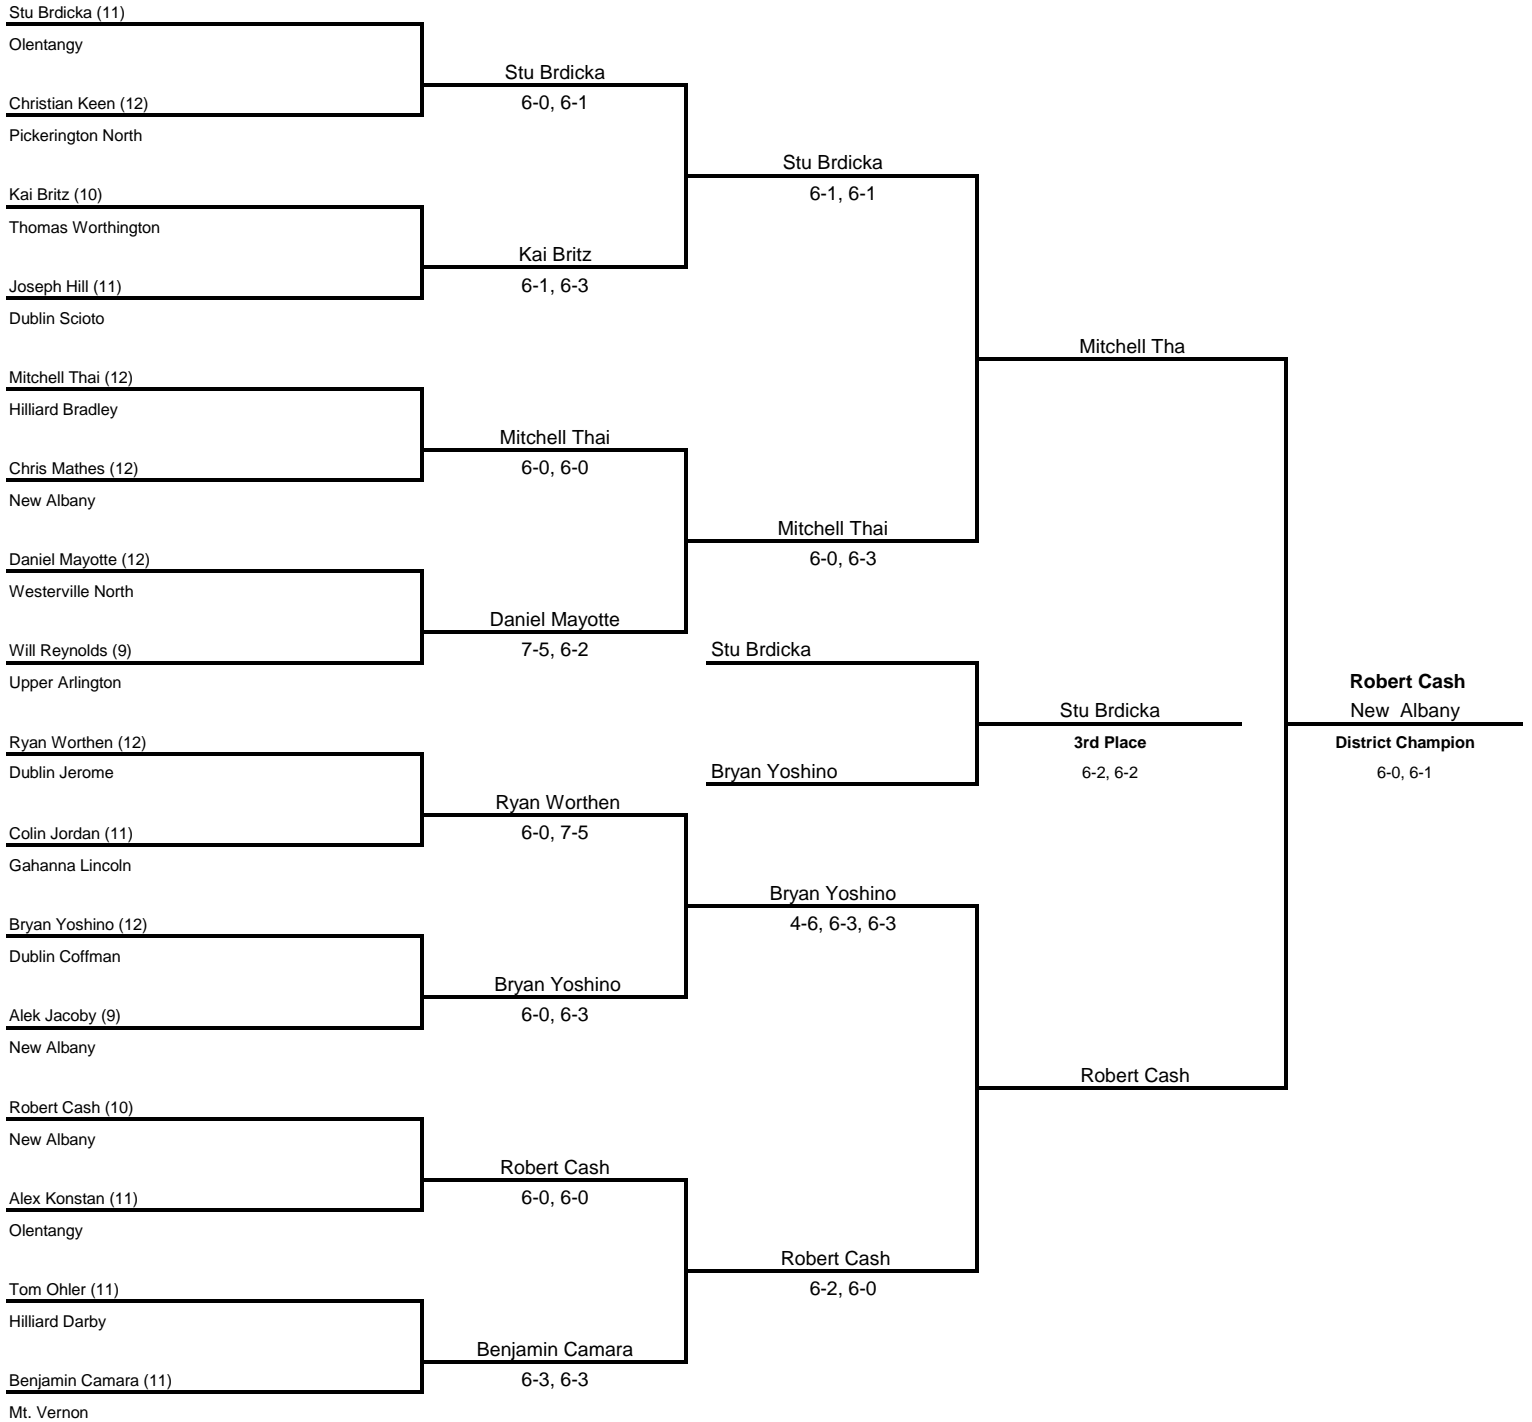 Stu Brdicka (11)
Olentangy
Stu Brdicka
Christian Keen (12)
6-0, 6-1
Pickerington North
Stu Brdicka
Kai Britz (10)
6-1, 6-1
Thomas Worthington
Kai Britz
Joseph Hill (11)
6-1, 6-3
Dublin Scioto
Mitchell Tha
Mitchell Thai (12)
Hilliard Bradley
Mitchell Thai
Chris Mathes (12)
6-0, 6-0
New Albany
Mitchell Thai
Daniel Mayotte (12)
6-0, 6-3
Westerville North
Daniel Mayotte
Will Reynolds (9)
7-5, 6-2
Stu Brdicka
Upper Arlington
Robert Cash
Stu Brdicka
New  Albany
Ryan Worthen (12)
3rd Place
District Champion
Dublin Jerome
Bryan Yoshino
6-2, 6-2
6-0, 6-1
Ryan Worthen
Colin Jordan (11)
6-0, 7-5
Gahanna Lincoln
Bryan Yoshino
Bryan Yoshino (12)
4-6, 6-3, 6-3
Dublin Coffman
Bryan Yoshino
Alek Jacoby (9)
6-0, 6-3
New Albany
Robert Cash
Robert Cash (10)
New Albany
Robert Cash
Alex Konstan (11)
6-0, 6-0
Olentangy
Robert Cash
Tom Ohler (11)
6-2, 6-0
Hilliard Darby
Benjamin Camara
Benjamin Camara (11)
6-3, 6-3
Mt. Vernon